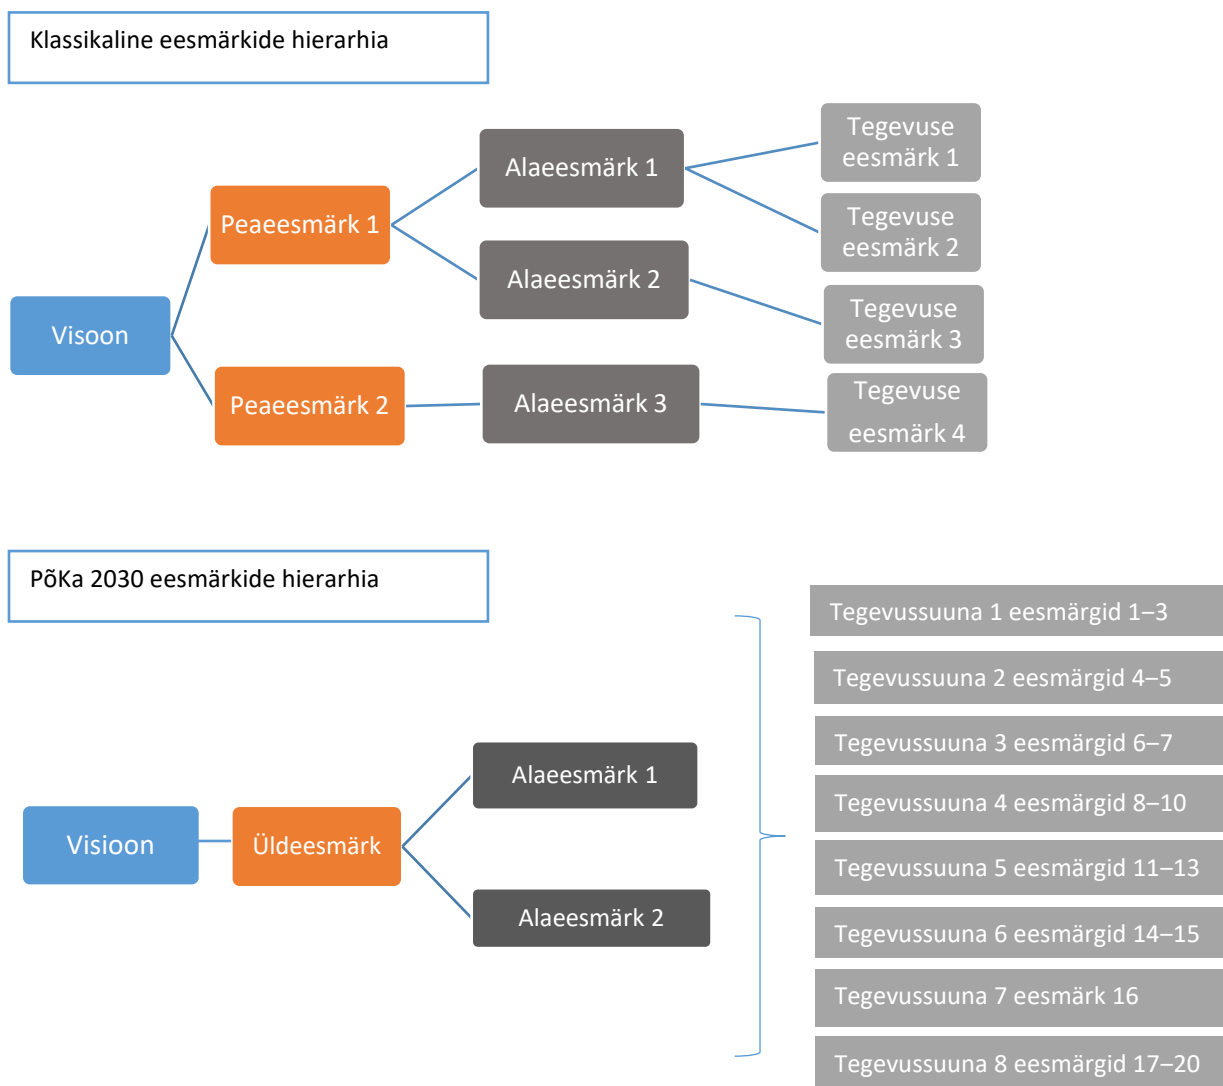 Klassikaline eesmärkide hierarhia
Visoon
Peaeesmärk 1
Peaeesmärk 2
Alaeesmärk 1
Alaeesmärk 2
Alaeesmärk 3
Tegevuse
eesmärk 1
Tegevuse
eesmärk 2
Tegevuse
eesmärk 3
Tegevuse
eesmärk 4
PõKa 2030 eesmärkide hierarhia
Visioon
Üldeesmärk
Alaeesmärk 1
Alaeesmärk 2
Tegevussuuna 1 eesmärgid 1–3
Tegevussuuna 2 eesmärgid 4–5
Tegevussuuna 3 eesmärgid 6–7
Tegevussuuna 4 eesmärgid 8–10
Tegevussuuna 5 eesmärgid 11–13
Tegevussuuna 6 eesmärgid 14–15
Tegevussuuna 7 eesmärk 16
Tegevussuuna 8 eesmärgid 17–20